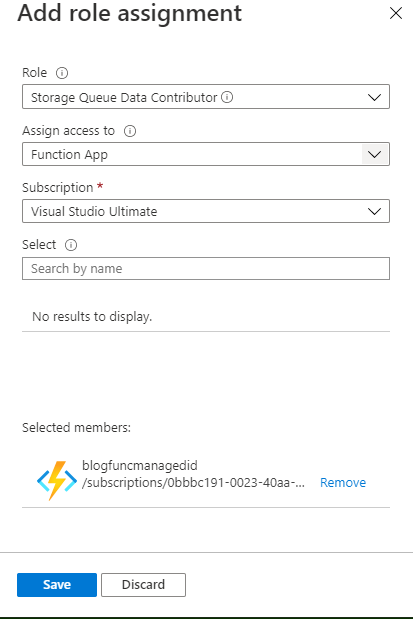 Add role assignment
Role
Storage Queue Data Contributor
Assign access to
Function App
Subscription *
Visual Studio Ultimate
Select
Search by name
No results to display.
Selected members:
blogfuncmanagedid
/subscriptions/0bbbc191-0023-40aa-... Remove
Save Discard